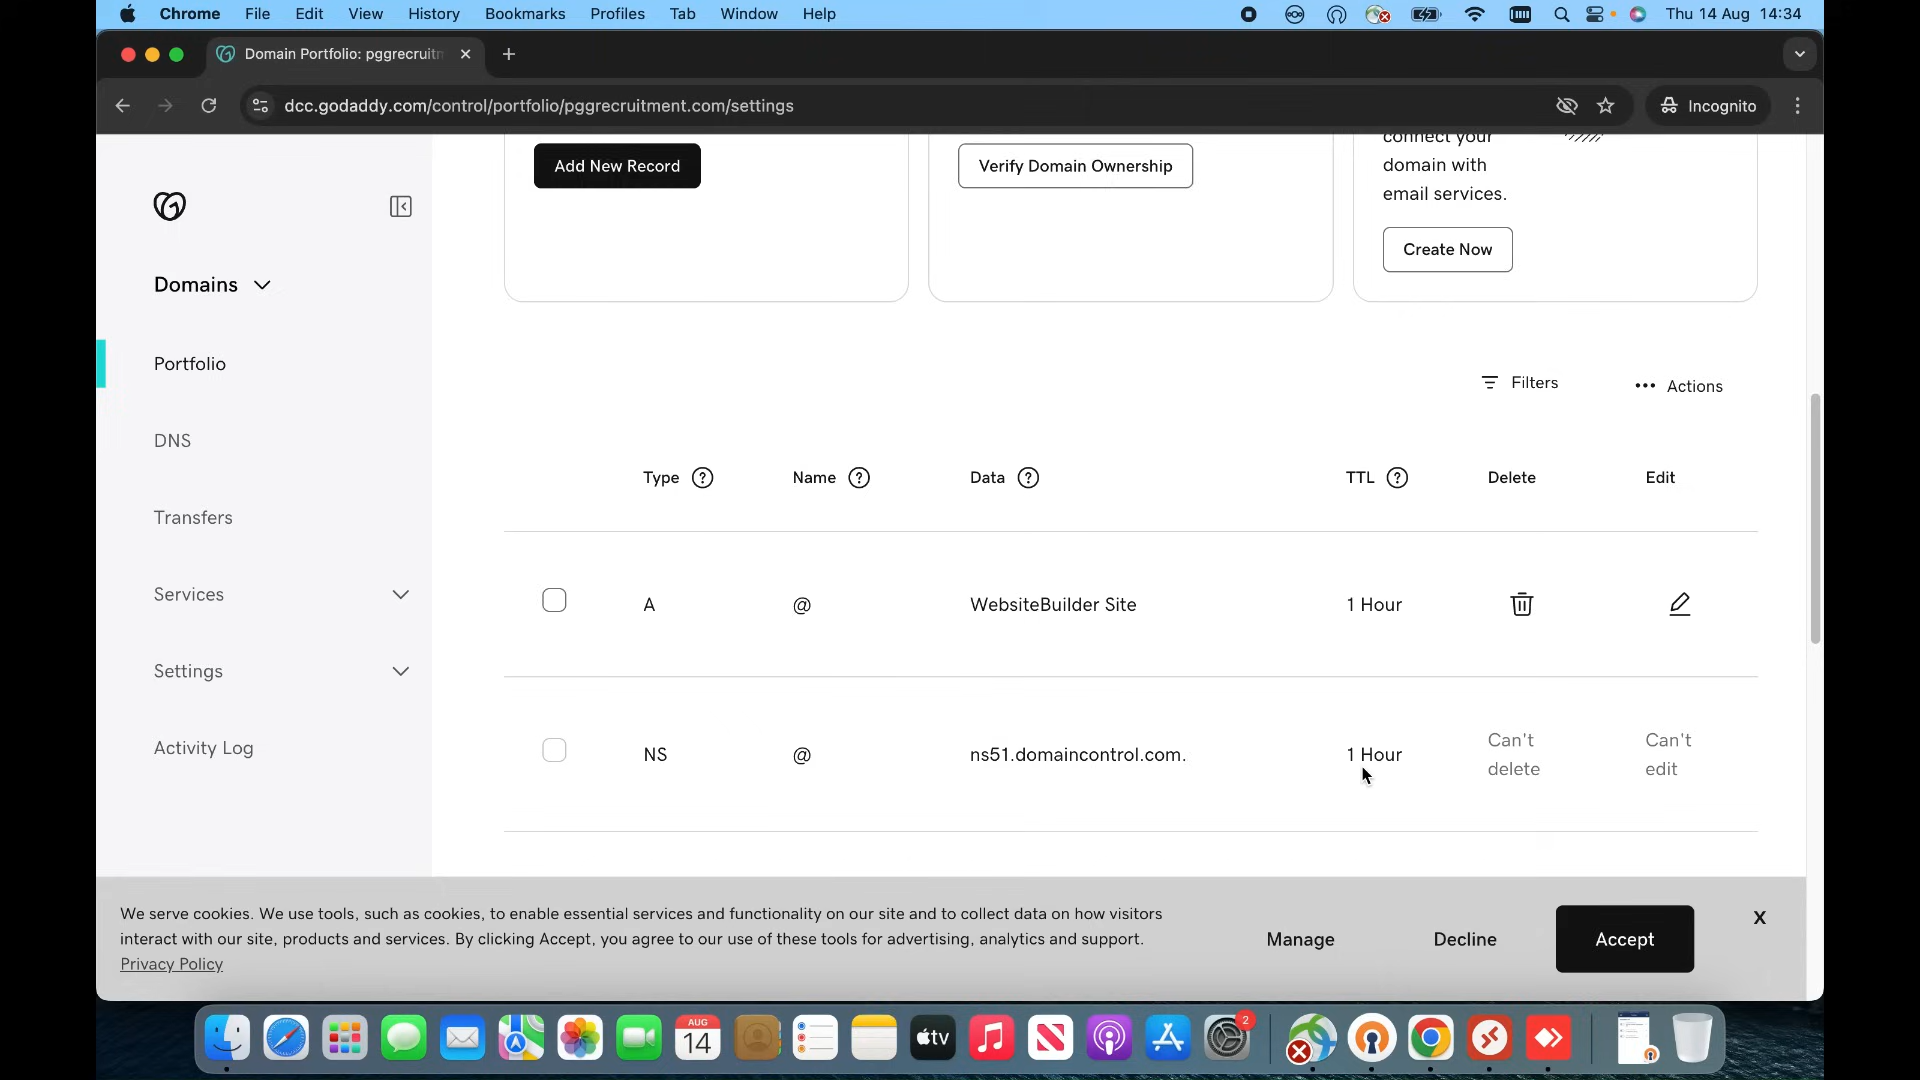 Chrome File Edit View History Bookmarks Profiles Tab Window Help Thu 14 Aug 14:34
Domain Portfolio: pggrecruitm
dcc.godaddy.com/control/portfolio/pggrecruitment.com/settings Incognito
Domains
Portfolio
DNS
Transfers
Services
Settings
Activity Log
Add New Record
Verify Domain Ownership
connect your
domain with
email services.
Create Now
Filters ••• Actions
Type ? Name ? Data ? TTL ? Delete Edit
A @ WebsiteBuilder Site 1 Hour
NS @ ns51.domaincontrol.com. 1 Hour Can't delete Can't edit
We serve cookies. We use tools, such as cookies, to enable essential services and functionality on our site and to collect data on how visitors
interact with our site, products and services. By clicking Accept, you agree to our use of these tools for advertising, analytics and support.
Privacy Policy
Manage Decline Accept X
AUG
14
tv
2